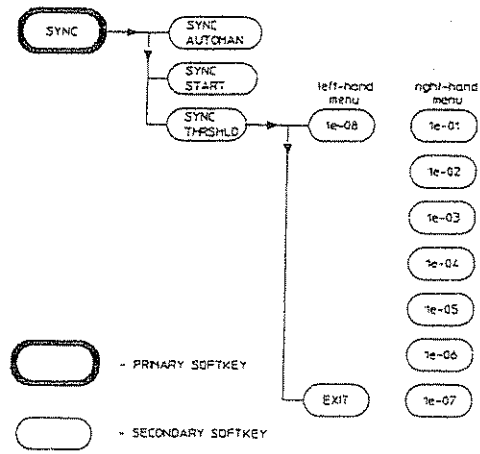 SYNC
SYNC
AUTOMAN
SYNC
START
SYNC
THRSHLD
left-hand
menu
right-hand
menu
1e-08
1e-01
1e-02
1e-03
1e-04
1e-05
1e-06
EXIT
1e-07
- PRIMARY SOFTKEY
- SECONDARY SOFTKEY